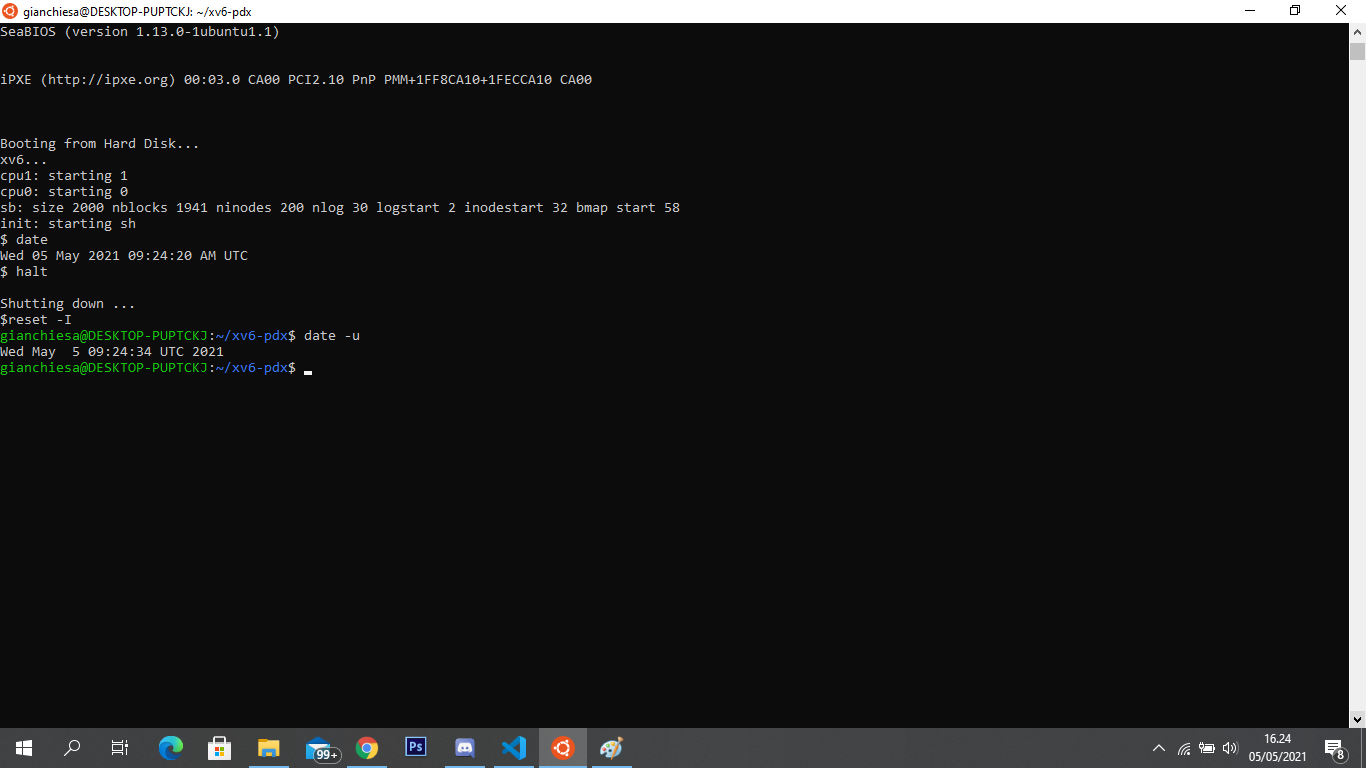 gianchiesa@DESKTOP-PUPTCKJ: ~/xv6-pdx
SeaBIOS (version 1.13.0-1ubuntu1.1)
iPXE (http://ipxe.org) 00:03.0 CA00 PCI2.10 PnP PMM+1FF8CA10+1FECCA10 CA00
Booting from Hard Disk...
xv6...
cpu1: starting 1
cpu0: starting 0
sb: size 2000 nblocks 1941 ninodes 200 nlog 30 logstart 2 inodestart 32 bmap start 58
init: starting sh
$ date
Wed 05 May 2021 09:24:20 AM UTC
$ halt
Shutting down ...
$reset -I
gianchiesa@DESKTOP-PUPTCKJ:~/xv6-pdx$ date -u
Wed May  5 09:24:34 UTC 2021
gianchiesa@DESKTOP-PUPTCKJ:~/xv6-pdx$
99+
Ps
16.24
05/05/2021
8